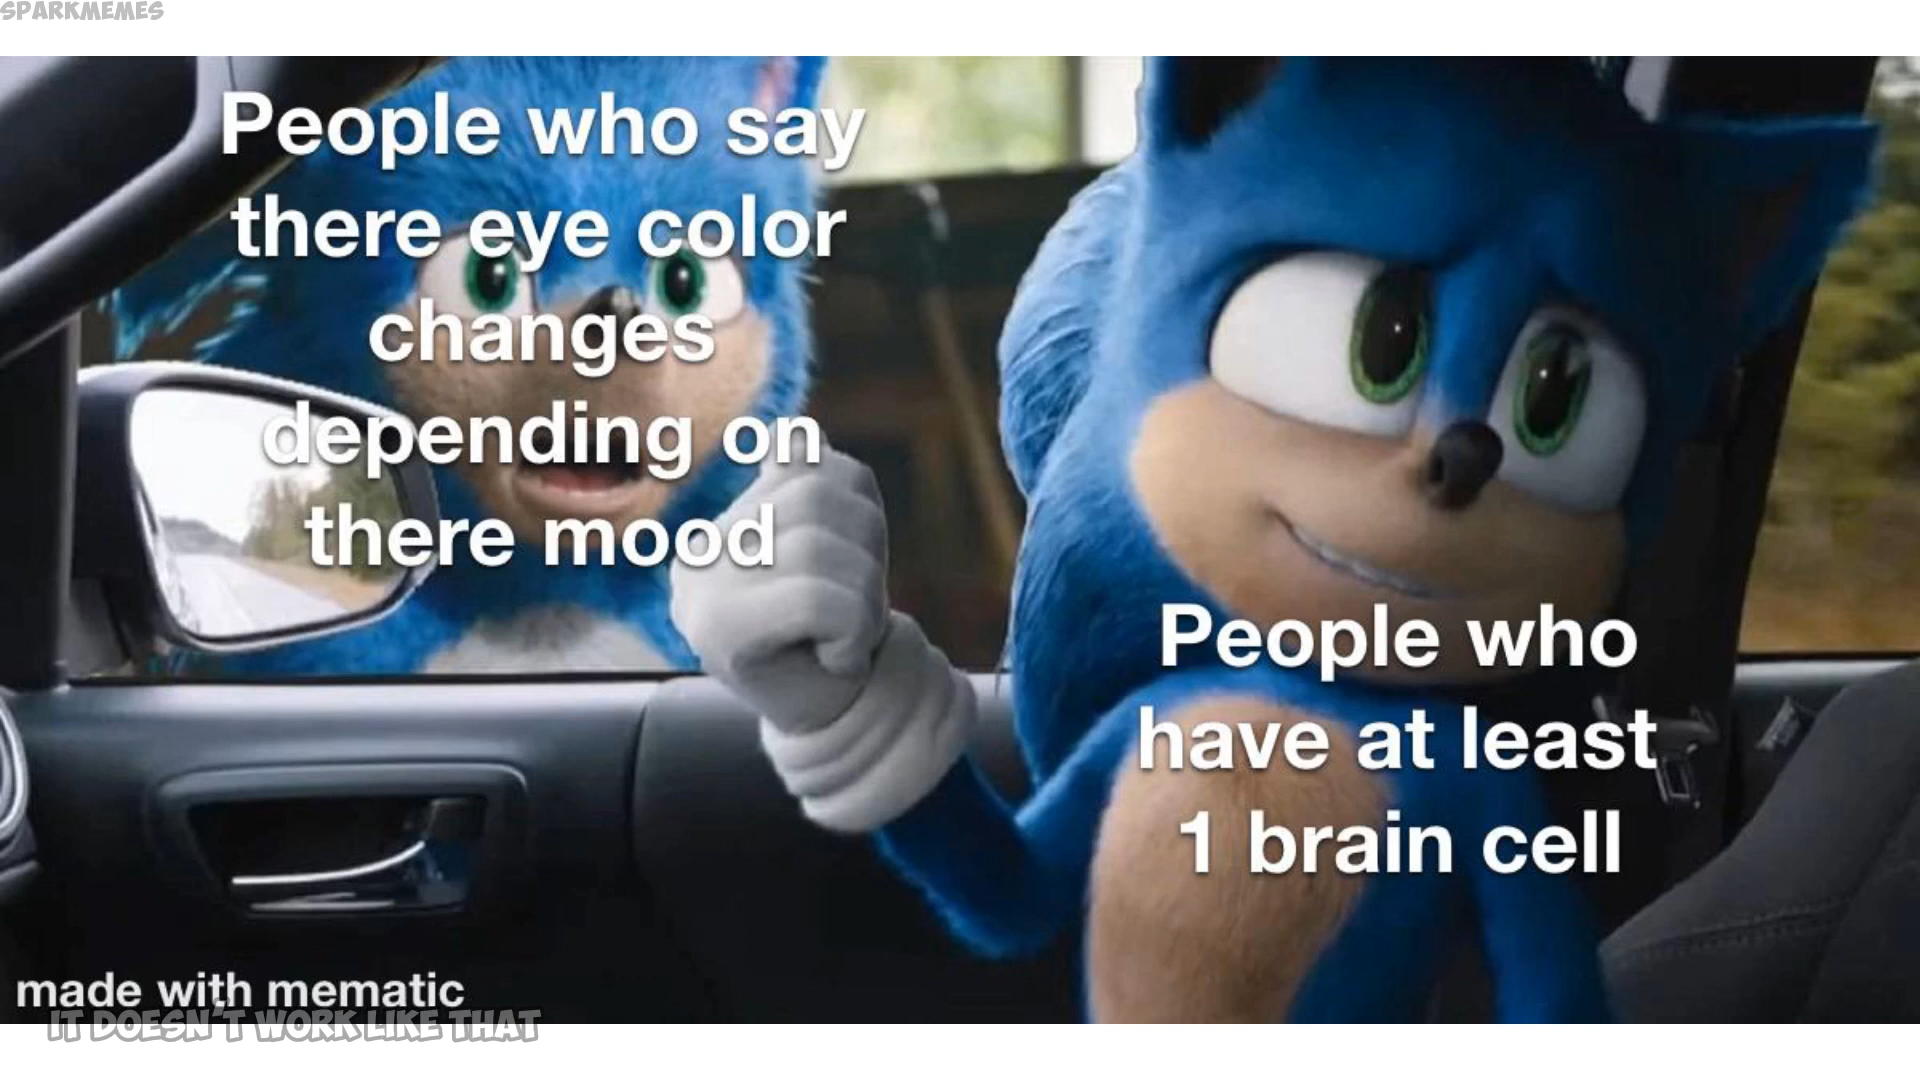 SPARKMEMES
People who say
there eye color
changes
depending on
there mood
People who
have at least
1 brain cell
made with mematic
IT DOESN'T WORK LIKE THAT